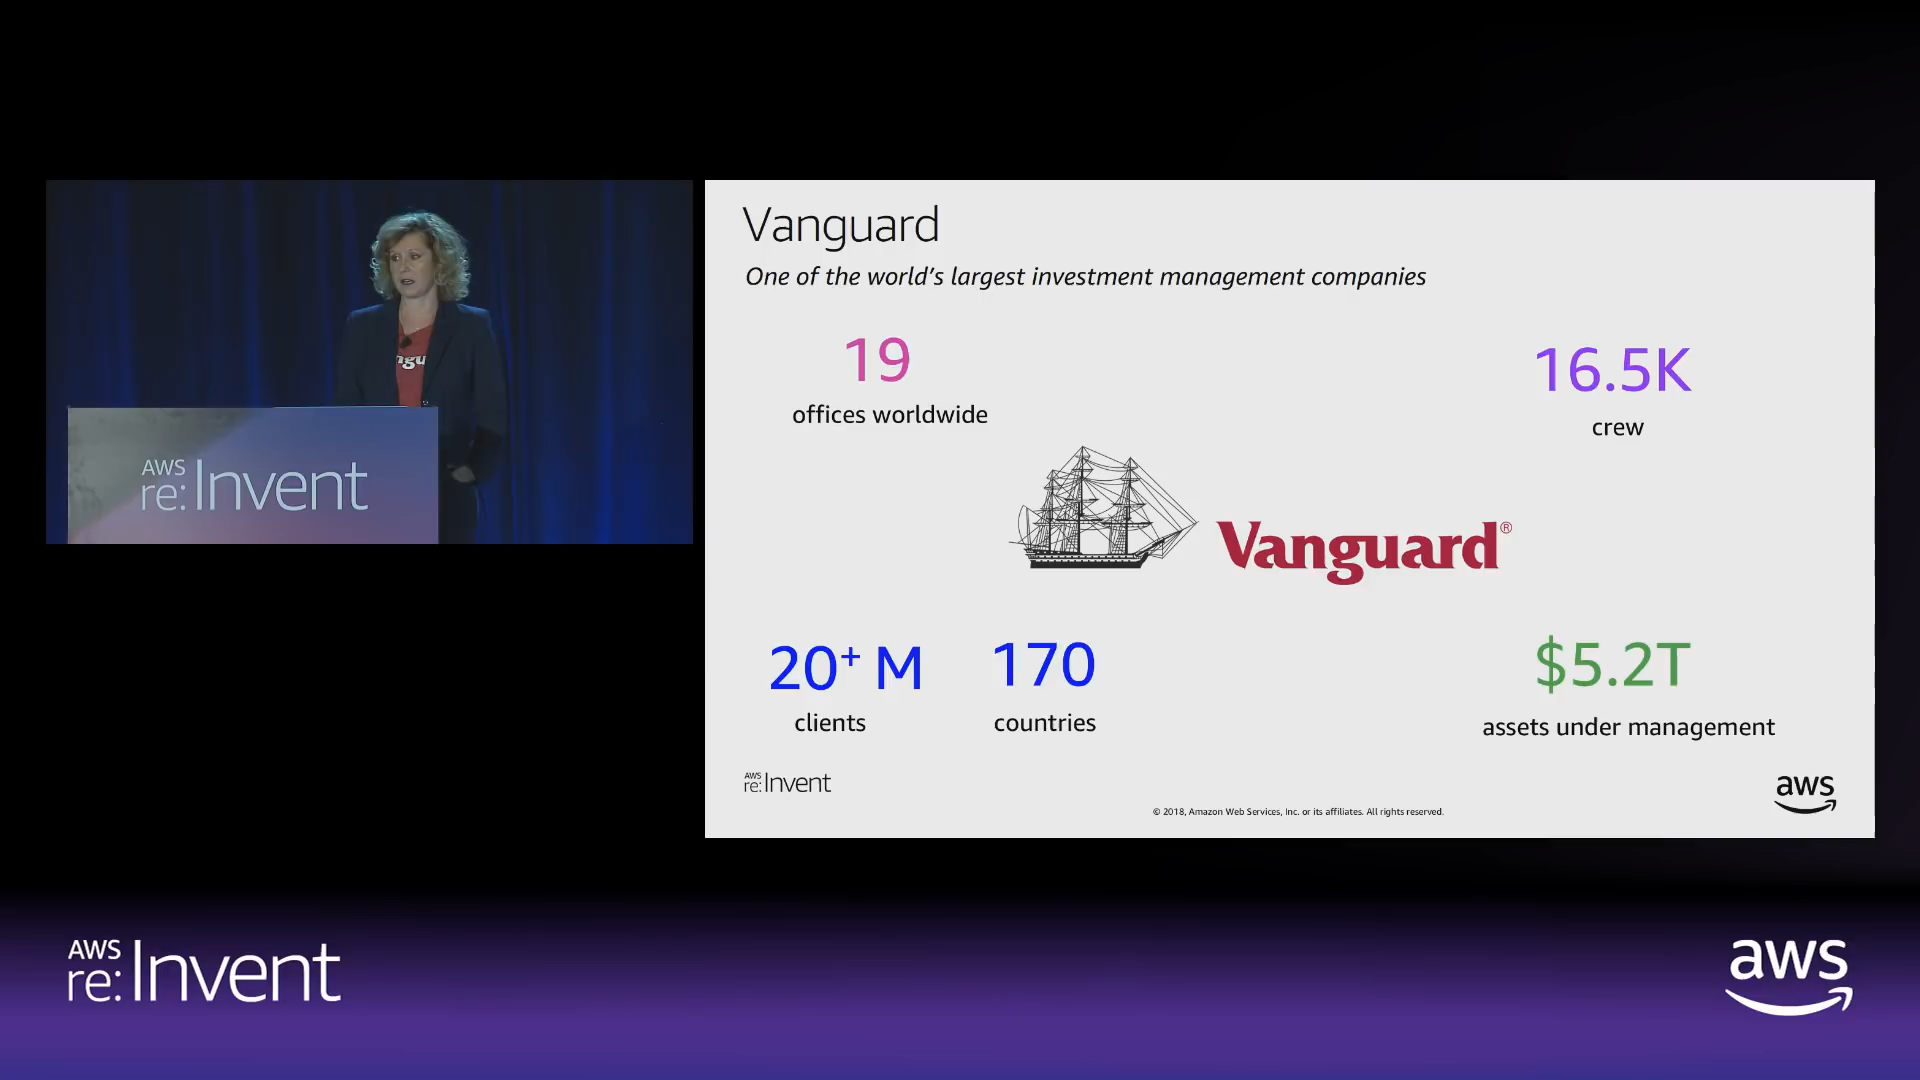 Vanguard
One of the world's largest investment management companies
19
offices worldwide
16.5K
crew
Vanguard®
20+ M
clients
170
countries
$5.2T
assets under management
AWS
re:Invent
© 2018, Amazon Web Services, Inc. or its affiliates. All rights reserved.
aws
ngu
AWS
re:Invent
AWS
re:Invent
aws